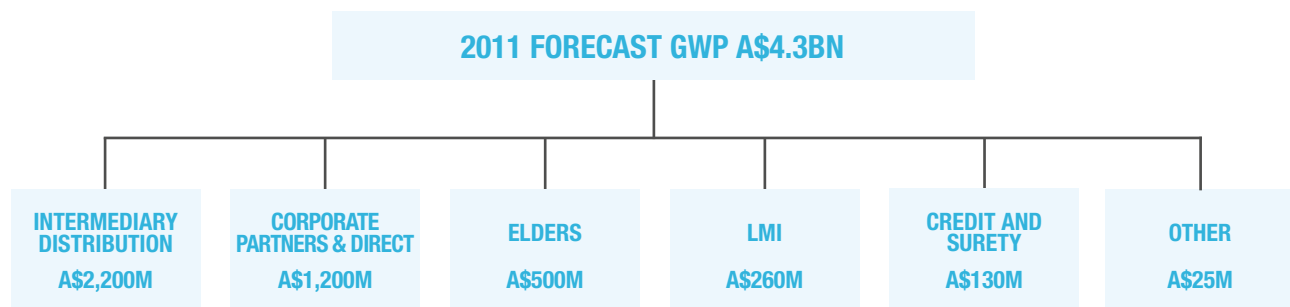 2011 FORECAST GWP A$4.3BN
INTERMEDIARY
DISTRIBUTION
A$2,200M
CORPORATE
PARTNERS & DIRECT
A$1,200M
ELDERS
A$500M
LMI
A$260M
CREDIT AND
SURETY
A$130M
OTHER
A$25M